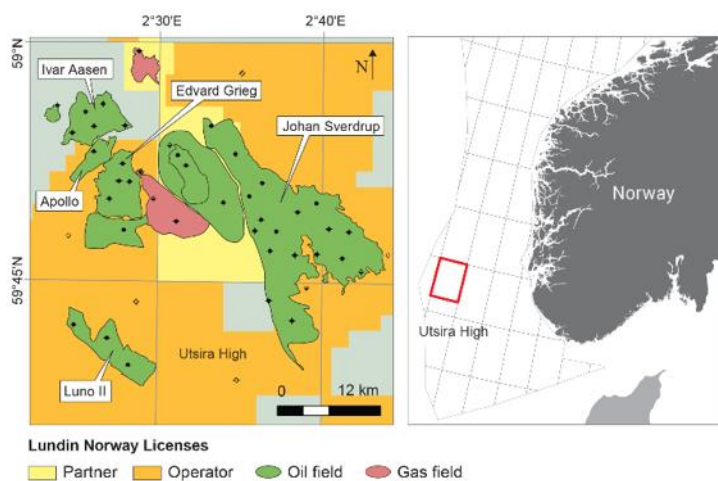 2°30'E
2°40'E
59°N
N
Ivar Aasen
Edvard Grieg
Johan Sverdrup
Apollo
59°45'N
Luno II
Utsira High
0
12 km
Norway
Utsira High
Lundin Norway Licenses
Partner
Operator
Oil field
Gas field